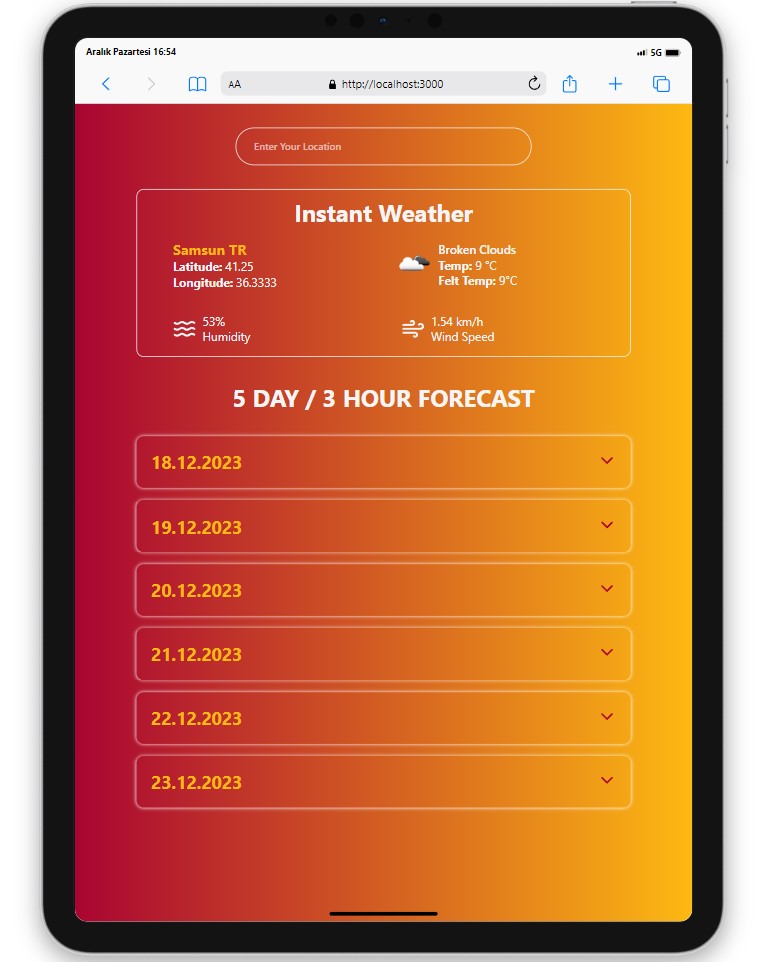 Aralık Pazartesi 16:54
5G
AA
http://localhost:3000
Enter Your Location
Instant Weather
Samsun TR
Latitude: 41.25
Longitude: 36.3333
Broken Clouds
Temp: 9 °C
Felt Temp: 9°C
53%
Humidity
1.54 km/h
Wind Speed
5 DAY / 3 HOUR FORECAST
18.12.2023
19.12.2023
20.12.2023
21.12.2023
22.12.2023
23.12.2023